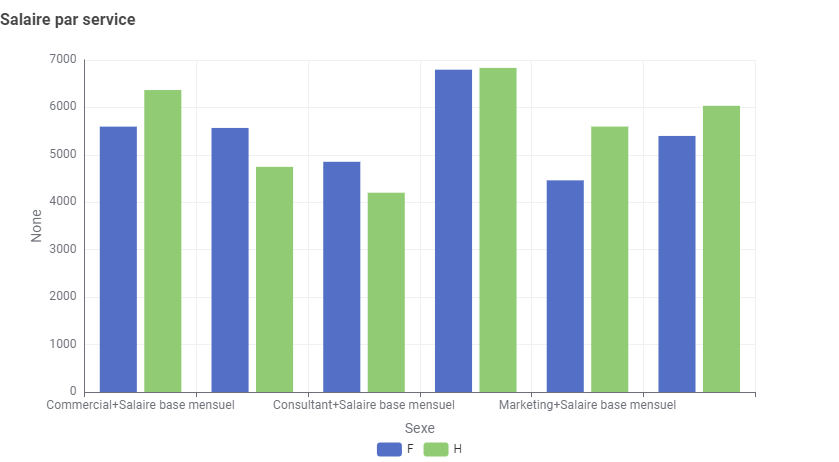 Salaire par service
7000
6000
5000
4000
3000
2000
1000
0
None
Commercial+Salaire base mensuel Consultant+Salaire base mensuel Marketing+Salaire base mensuel
Sexe
F H